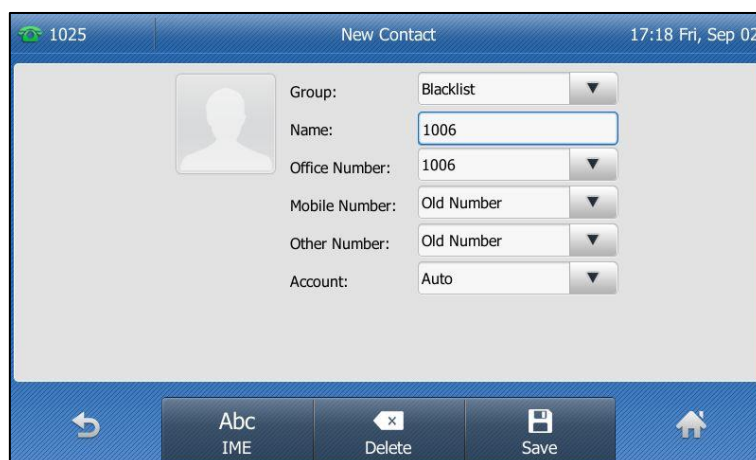 1025 New Contact 17:18 Fri, Sep 02
Group: Blacklist
Name: 1006
Office Number: 1006
Mobile Number: Old Number
Other Number: Old Number
Account: Auto
Abc Delete Save
IME